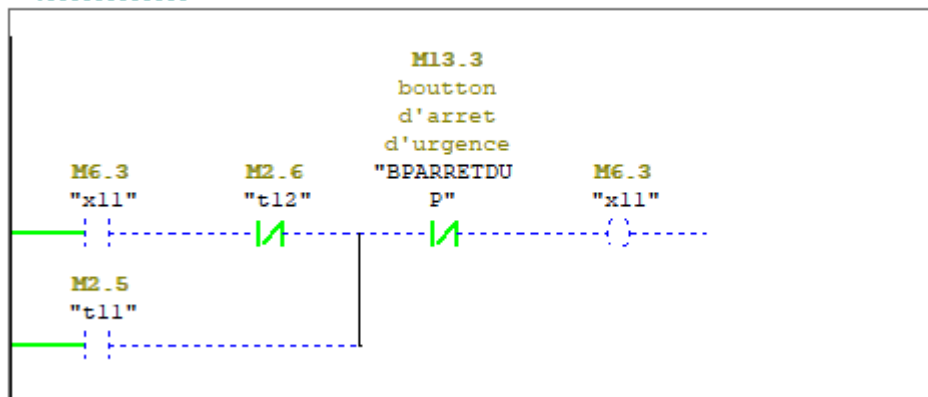 M13.3
boutton
d'arret
d'urgence
M6.3 M2.6 "BPARRETDU M6.3
"x11" "t12" P" "x11"
M2.5
"t11"